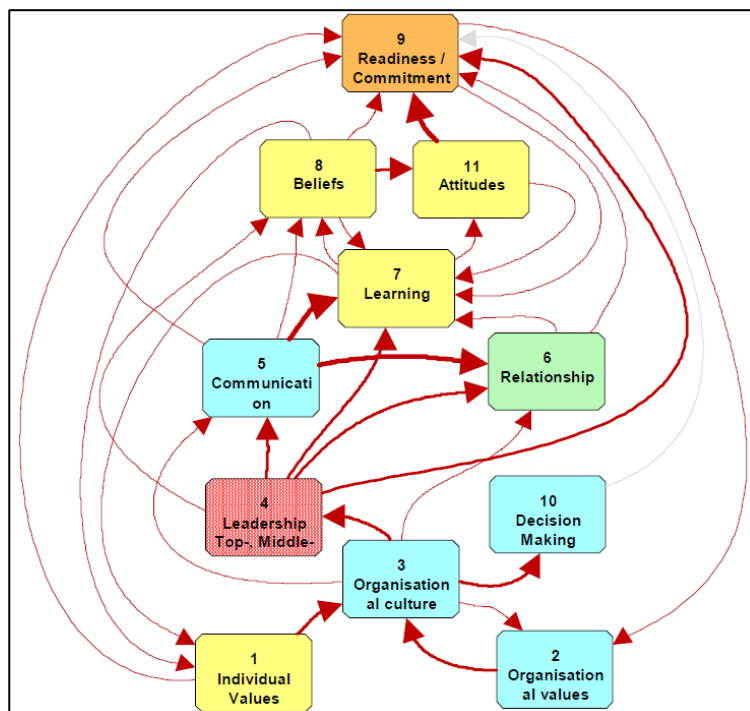 9
Readiness /
Commitment
8
Beliefs
11
Attitudes
7
Learning
5
Communicati
on
6
Relationship
4
Leadership
Top-, Middle-
10
Decision
Making
3
Organisation
al culture
1
Individual
Values
2
Organisation
al values